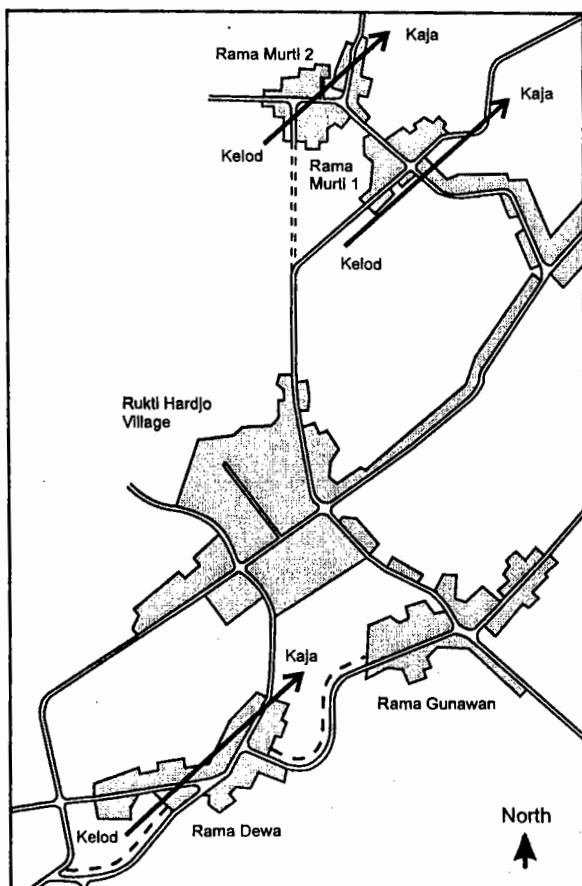 Rama Murti 2
Kaja
Kaja
Kelod
Rama
Murti 1
Kelod
Rukti Hardjo
Village
Kaja
Rama Gunawan
Kelod
Rama Dewa
North